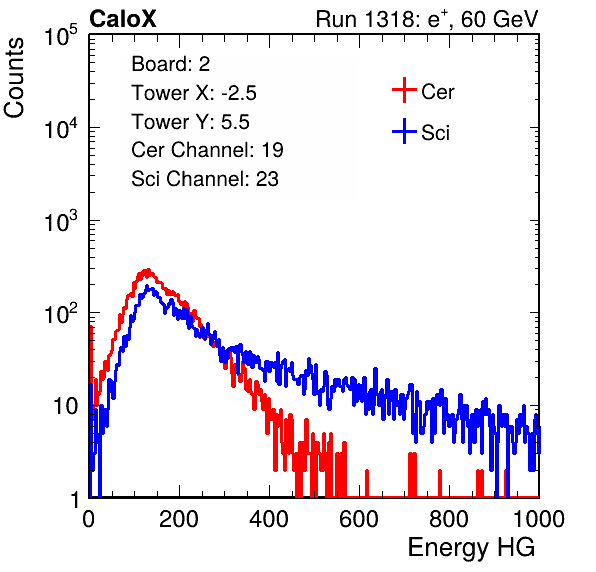 CaloX Run 1318: e⁺, 60 GeV
Counts
10⁵
10⁴
10³
10²
10
1
Board: 2
Tower X: -2.5
Tower Y: 5.5
Cer Channel: 19
Sci Channel: 23
Cer
Sci
0 200 400 600 800 1000
Energy HG